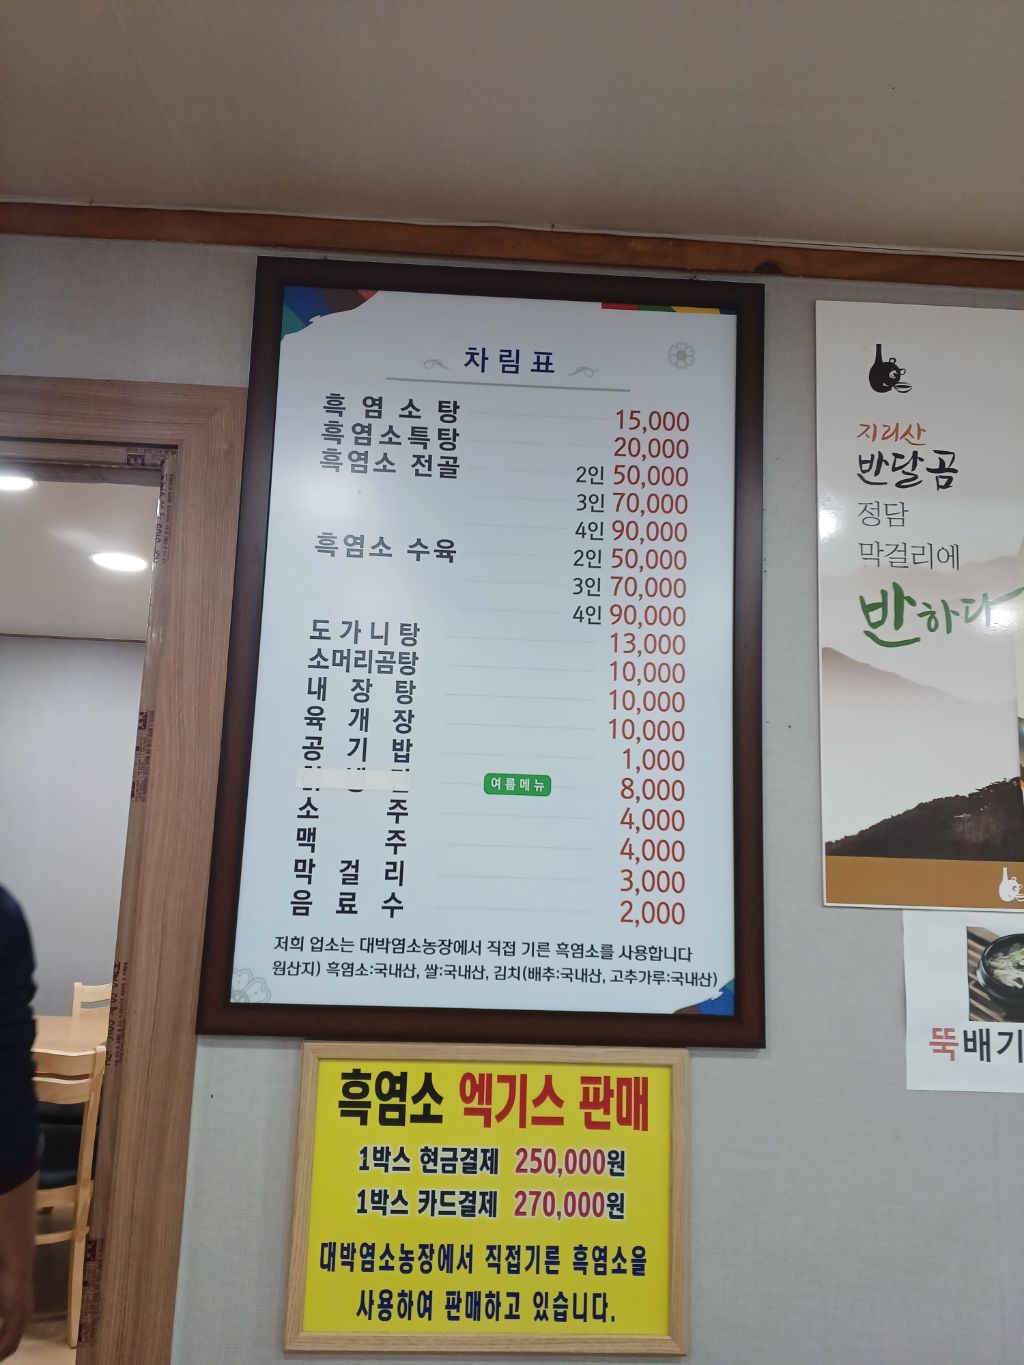 차림표
흑염소탕 15,000
흑염소특탕 20,000
흑염소 전골 2인 50,000
3인 70,000
4인 90,000
흑염소 수육 2인 50,000
3인 70,000
4인 90,000
도가니탕 13,000
소머리곰탕 10,000
내장탕 10,000
육개장 10,000
공기밥 1,000
여름메뉴 8,000
소주 4,000
맥주 4,000
막걸리 3,000
음료수 2,000
저희 업소는 대박염소농장에서 직접 기른 흑염소를 사용합니다
원산지) 흑염소:국내산, 쌀:국내산, 김치(배추:국내산, 고추가루:국내산)
흑염소 엑기스 판매
1박스 현금결제 250,000원
1박스 카드결제 270,000원
대박염소농장에서 직접기른 흑염소을
사용하여 판매하고 있습니다.
지리산
반달곰
정담
막걸리에
반하다
뚝배기